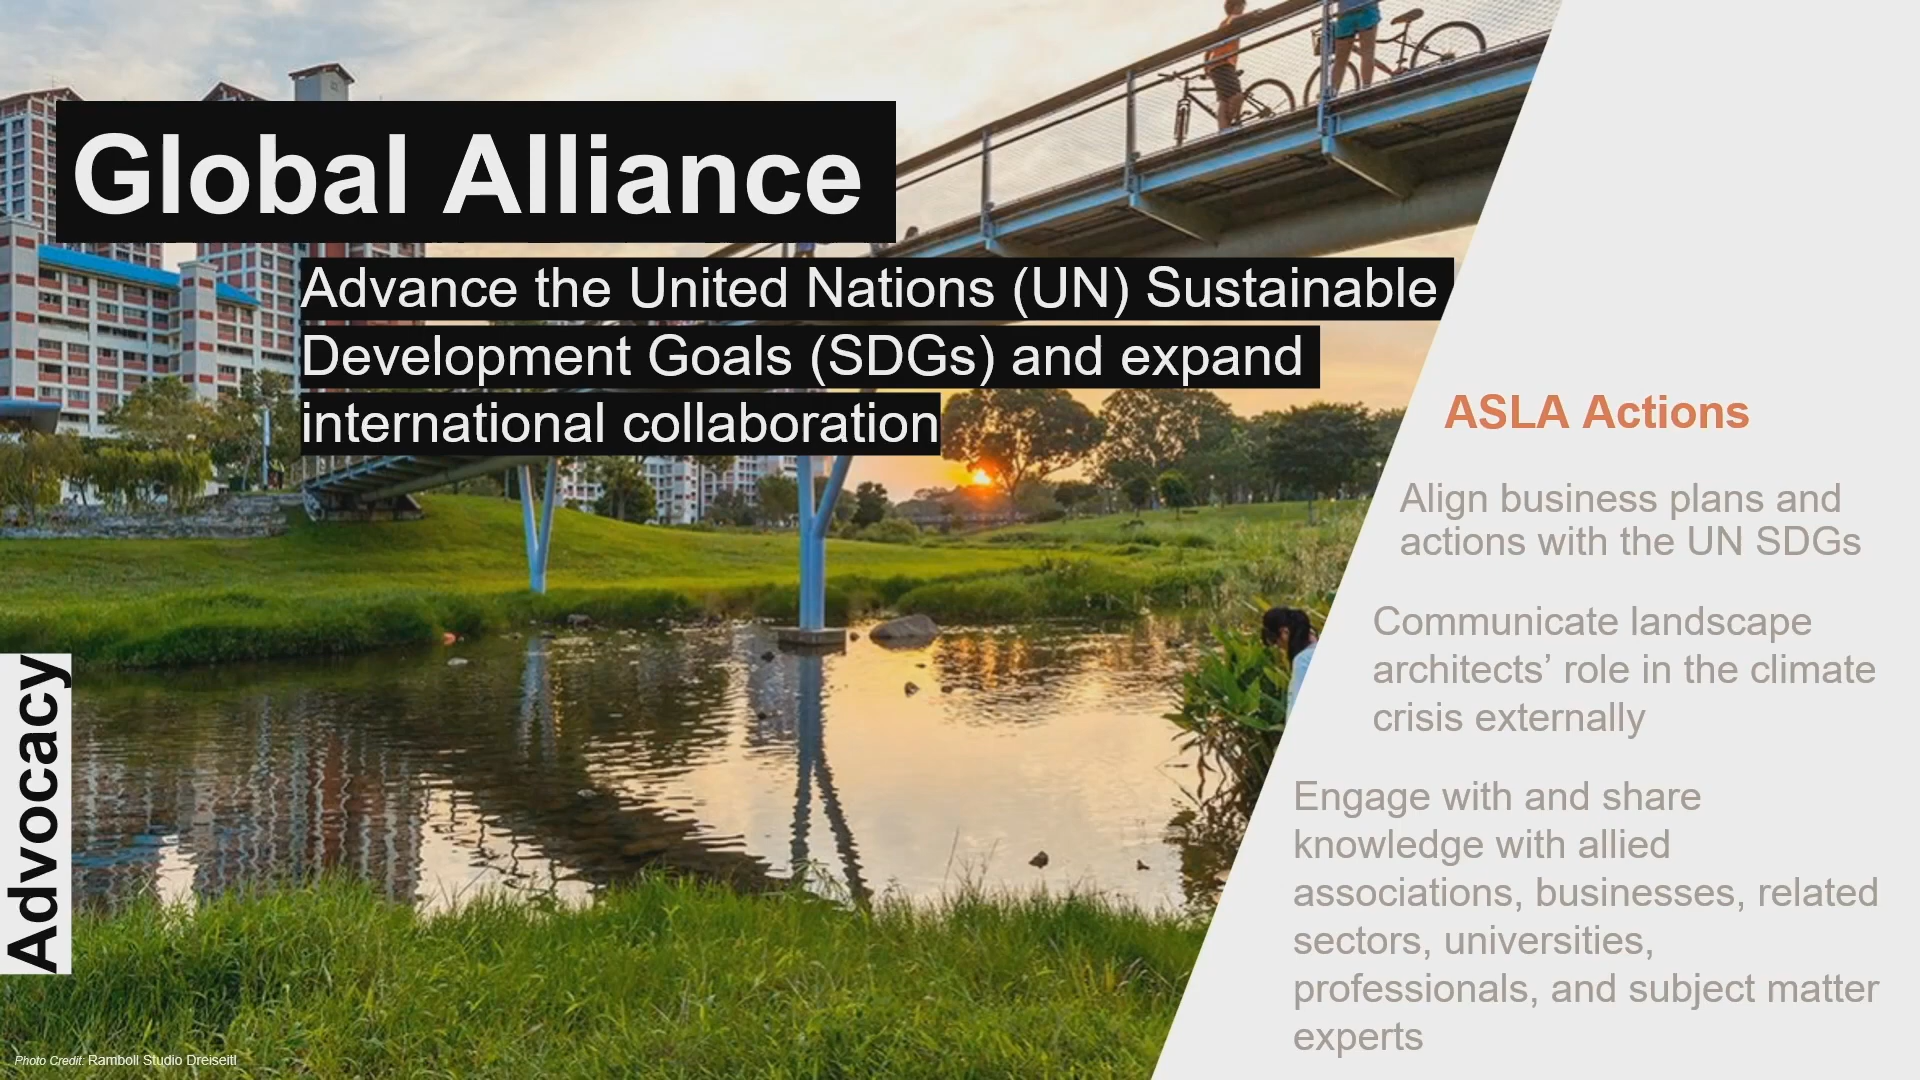 Global Alliance
Advance the United Nations (UN) Sustainable
Development Goals (SDGs) and expand
international collaboration
ASLA Actions
Align business plans and
actions with the UN SDGs
Communicate landscape
architects’ role in the climate
crisis externally
Engage with and share
knowledge with allied
associations, businesses, related
sectors, universities,
professionals, and subject matter
experts
Advocacy
Photo Credit: Ramboll Studio Dreiseitl